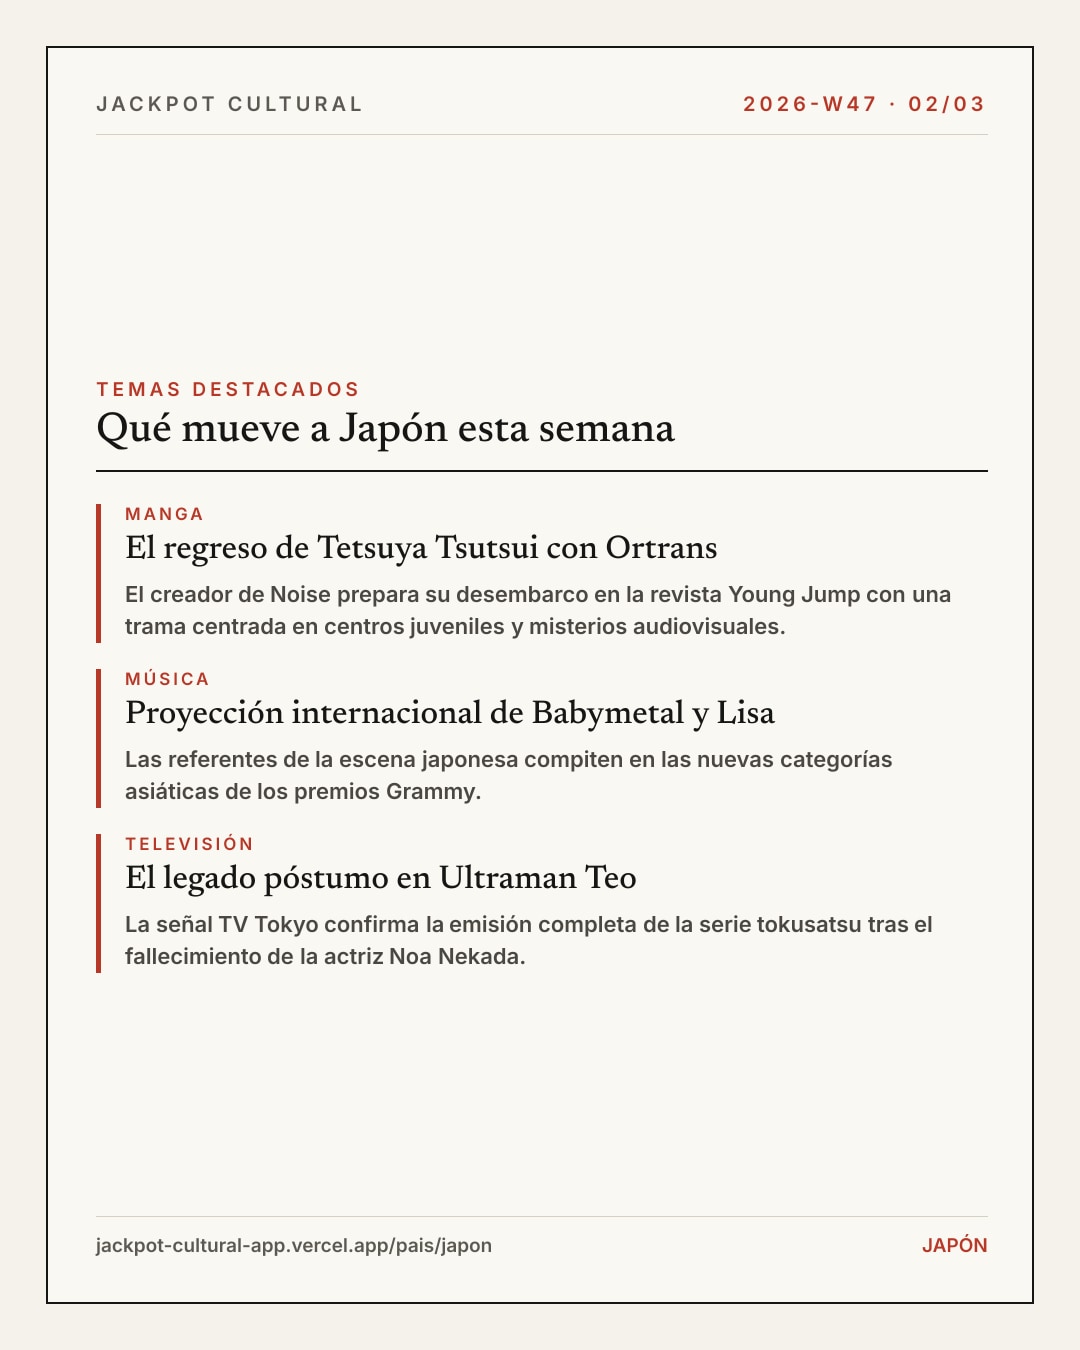 JACKPOT CULTURAL
2026-W47 · 02/03
TEMAS DESTACADOS
Qué mueve a Japón esta semana
MANGA
El regreso de Tetsuya Tsutsui con Ortrans
El creador de Noise prepara su desembarco en la revista Young Jump con una
trama centrada en centros juveniles y misterios audiovisuales.
MÚSICA
Proyección internacional de Babymetal y Lisa
Las referentes de la escena japonesa compiten en las nuevas categorías
asiáticas de los premios Grammy.
TELEVISIÓN
El legado póstumo en Ultraman Teo
La señal TV Tokyo confirma la emisión completa de la serie tokusatsu tras el
fallecimiento de la actriz Noa Nekada.
jackpot-cultural-app.vercel.app/pais/japon
JAPÓN